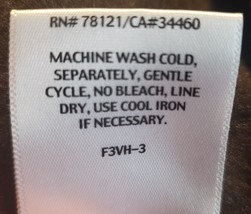 RN# 78121/CA#34460
MACHINE WASH COLD,
SEPARATELY, GENTLE
CYCLE, NO BLEACH, LINE
DRY, USE COOL IRON
IF NECESSARY.
F3VH-3